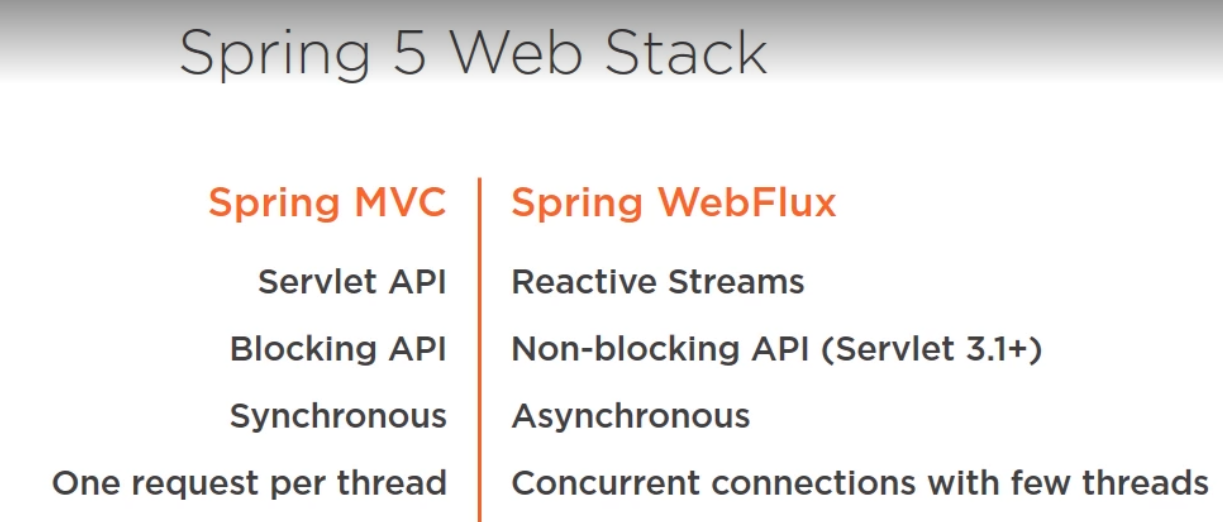 Spring 5 Web Stack
Spring MVC
Servlet API
Blocking API
Synchronous
One request per thread
Spring WebFlux
Reactive Streams
Non-blocking API (Servlet 3.1+)
Asynchronous
Concurrent connections with few threads